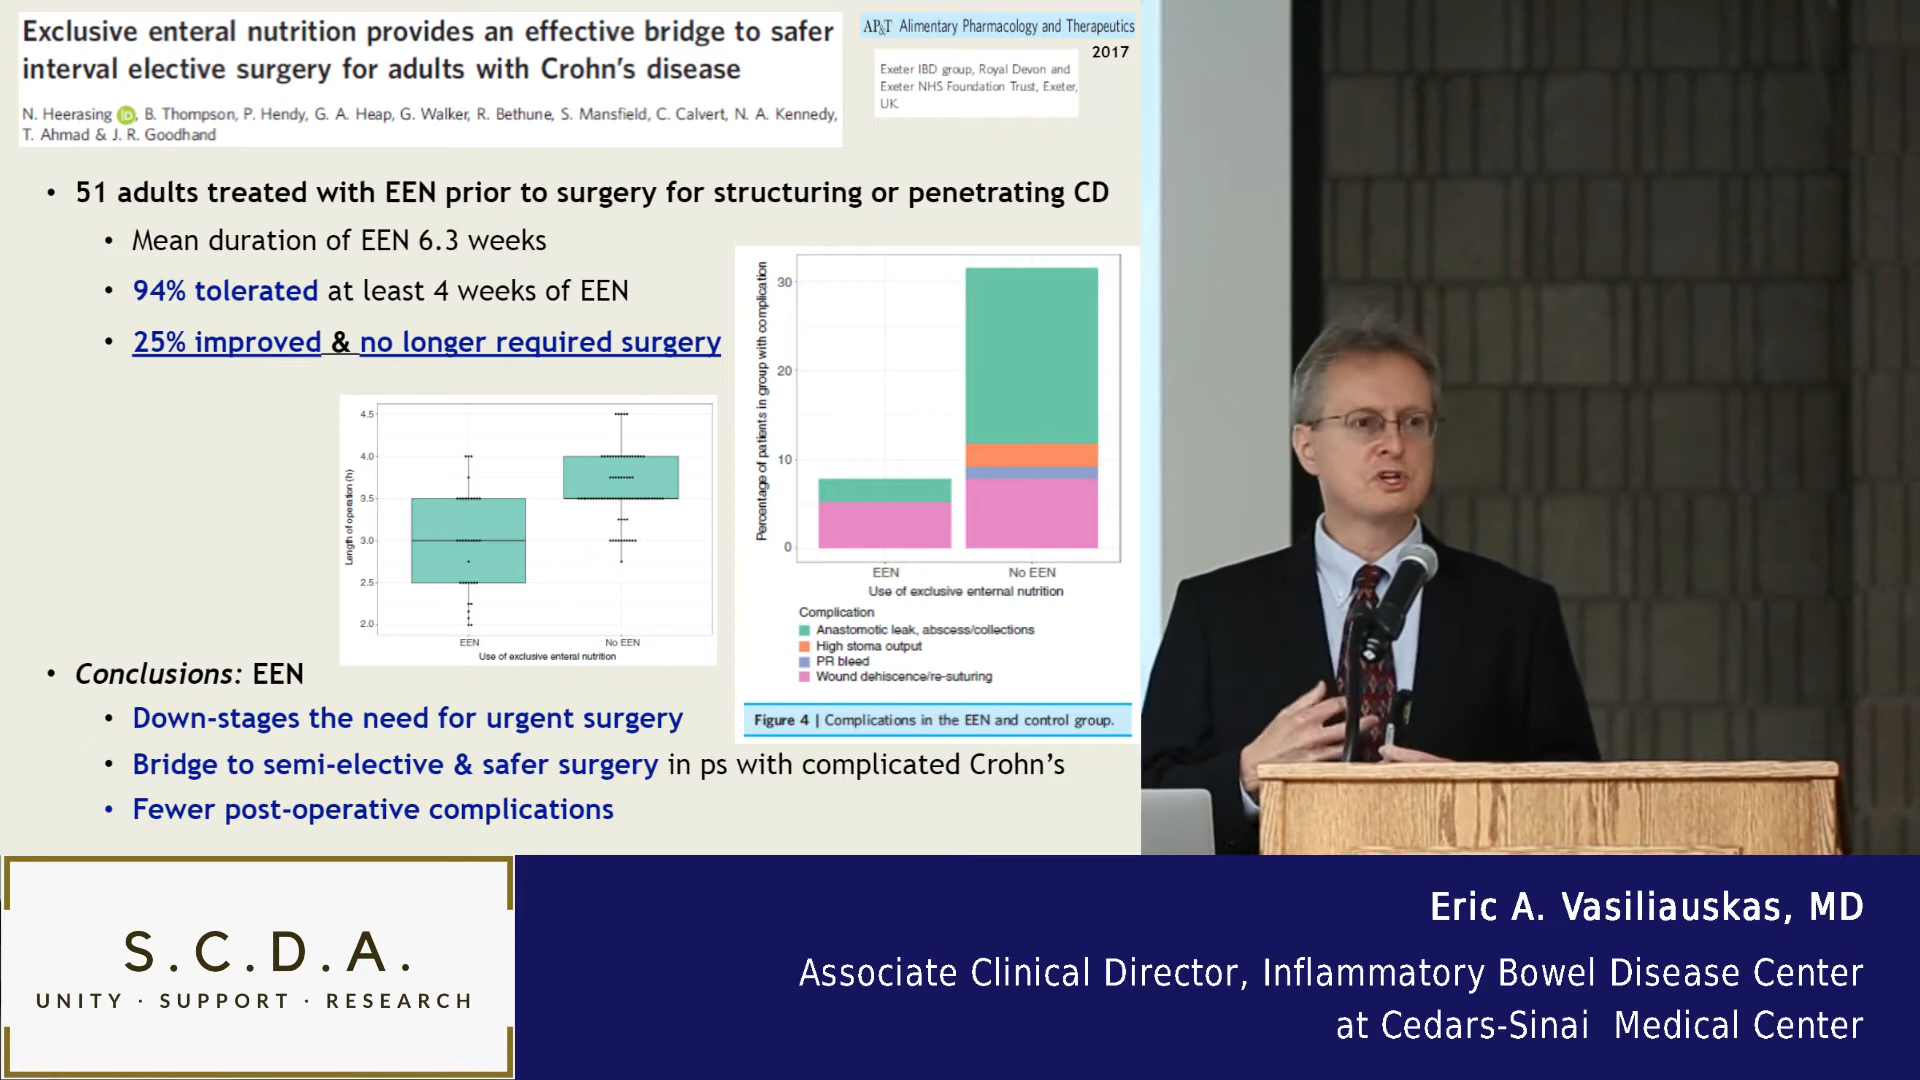 Exclusive enteral nutrition provides an effective bridge to safer
interval elective surgery for adults with Crohn's disease
N. Heerasing iD, B. Thompson, P. Hendy, G. A. Heap, G. Walker, R. Bethune, S. Mansfield, C. Calvert, N. A. Kennedy,
T. Ahmad & J. R. Goodhand
AP&T Alimentary Pharmacology and Therapeutics
2017
Exeter IBD group, Royal Devon and
Exeter NHS Foundation Trust, Exeter,
UK.
• 51 adults treated with EEN prior to surgery for structuring or penetrating CD
• Mean duration of EEN 6.3 weeks
• 94% tolerated at least 4 weeks of EEN
• 25% improved & no longer required surgery
Length of operation (h)
4.5
4.0
3.5
3.0
2.5
2.0
EEN No EEN
Use of exclusive enteral nutrition
Percentage of patients in group with complication
30
20
10
0
EEN No EEN
Use of exclusive enternal nutrition
Complication
Anastomotic leak, abscess/collections
High stoma output
PR bleed
Wound dehiscence/re-suturing
Figure 4 | Complications in the EEN and control group.
• Conclusions: EEN
• Down-stages the need for urgent surgery
• Bridge to semi-elective & safer surgery in ps with complicated Crohn's
• Fewer post-operative complications
S.C.D.A.
UNITY · SUPPORT · RESEARCH
Eric A. Vasiliauskas, MD
Associate Clinical Director, Inflammatory Bowel Disease Center
at Cedars-Sinai Medical Center